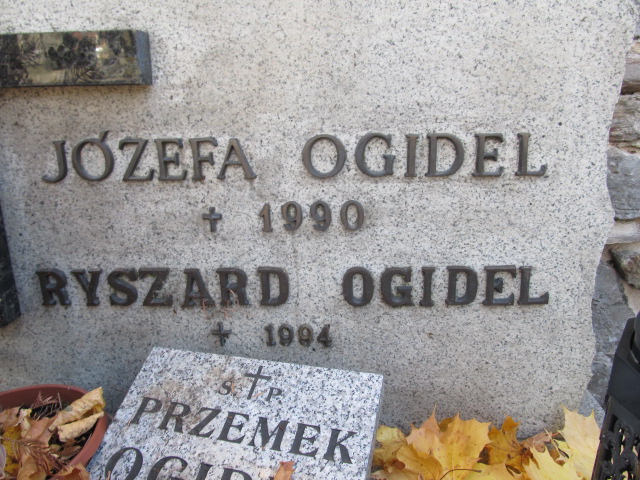 JÓZEFA OGIDEL
+ 1990
RYSZARD OGIDEL
+ 1994
S + P
PRZEMEK